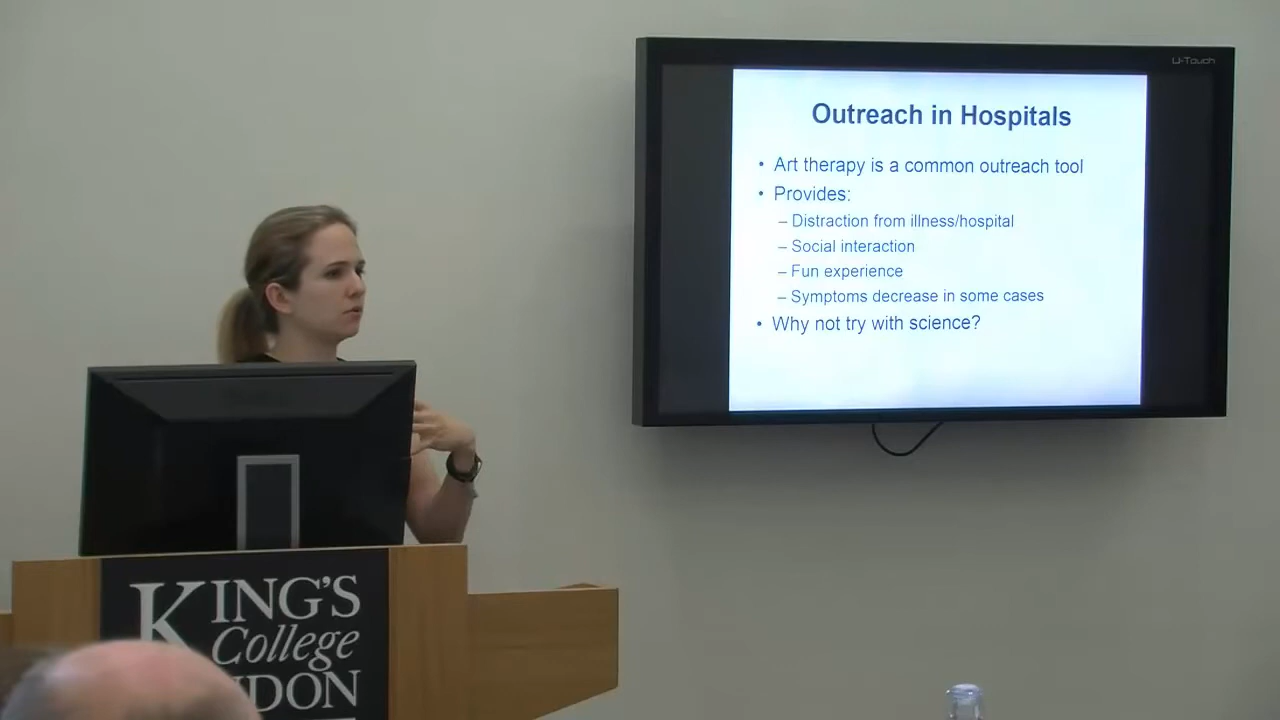 U-Touch
Outreach in Hospitals
• Art therapy is a common outreach tool
• Provides:
– Distraction from illness/hospital
– Social interaction
– Fun experience
– Symptoms decrease in some cases
• Why not try with science?
KING'S
College
NDON